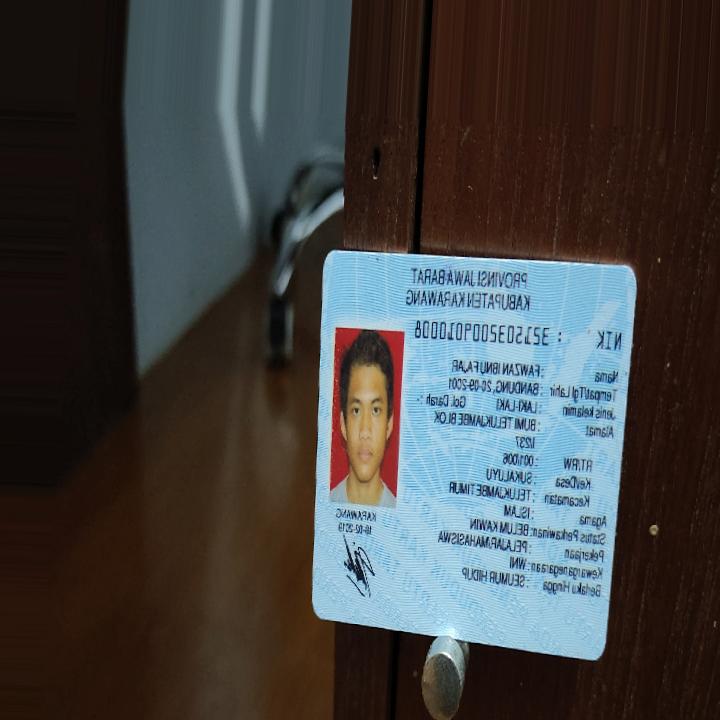 PROVINSI JAWA BARAT
KABUPATEN KARAWANG
NIK : 3215032009010008
Nama : FAWZAN IBNU FAJAR
Tempat/Tgl Lahir : BANDUNG, 20-09-2001
Jenis kelamin : LAKI-LAKI Gol. Darah : -
Alamat : BUMI TELUKJAMBE BLOK
I/237
RT/RW : 001/006
Kel/Desa : SUKALUYU
Kecamatan : TELUKJAMBE TIMUR
Agama : ISLAM
Status Perkawinan: BELUM KAWIN
Pekerjaan : PELAJAR/MAHASISWA
Kewarganegaraan: WNI
Berlaku Hingga : SEUMUR HIDUP
KARAWANG
18-02-2019